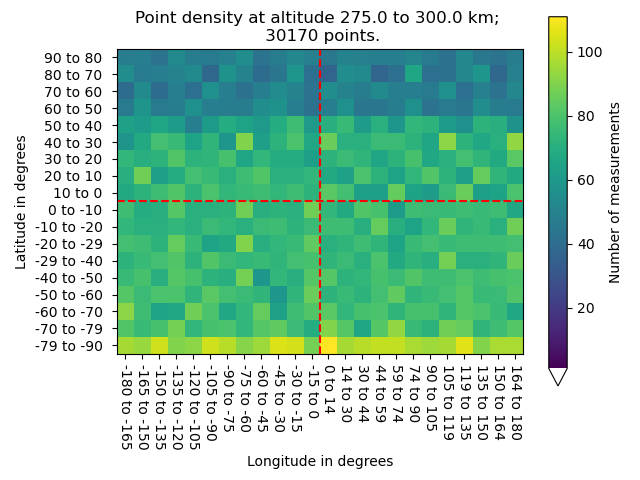 Point density at altitude 275.0 to 300.0 km;
30170 points.
90 to 80
80 to 70
70 to 60
60 to 50
50 to 40
40 to 30
30 to 20
20 to 10
10 to 0
0 to -10
-10 to -20
-20 to -29
-29 to -40
-40 to -50
-50 to -60
-60 to -70
-70 to -79
-79 to -90
Latitude in degrees
-180 to -165
-165 to -150
-150 to -135
-135 to -120
-120 to -105
-105 to -90
-90 to -75
-75 to -60
-60 to -45
-45 to -30
-30 to -15
-15 to 0
0 to 14
14 to 30
30 to 44
44 to 59
59 to 74
74 to 90
90 to 105
105 to 119
119 to 135
135 to 150
150 to 164
164 to 180
Longitude in degrees
100
80
60
40
20
Number of measurements